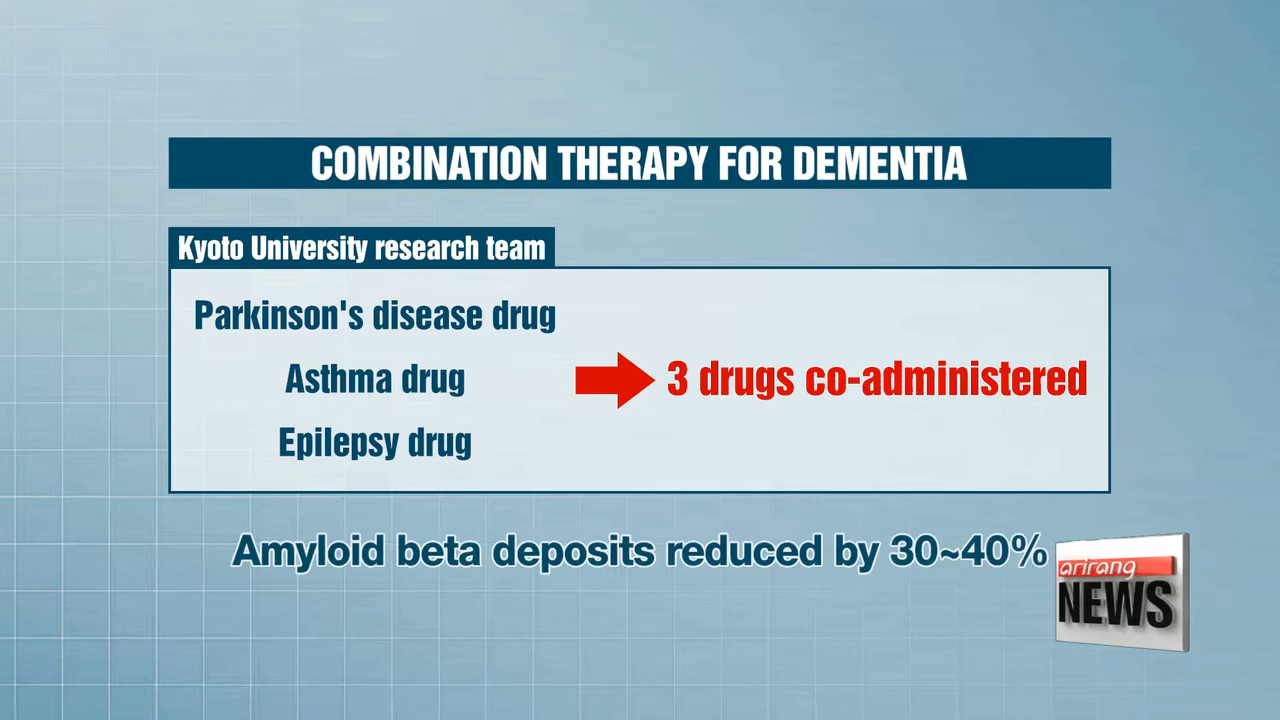 COMBINATION THERAPY FOR DEMENTIA
Kyoto University research team
Parkinson's disease drug
Asthma drug
Epilepsy drug
3 drugs co-administered
Amyloid beta deposits reduced by 30~40%
arirang
NEWS